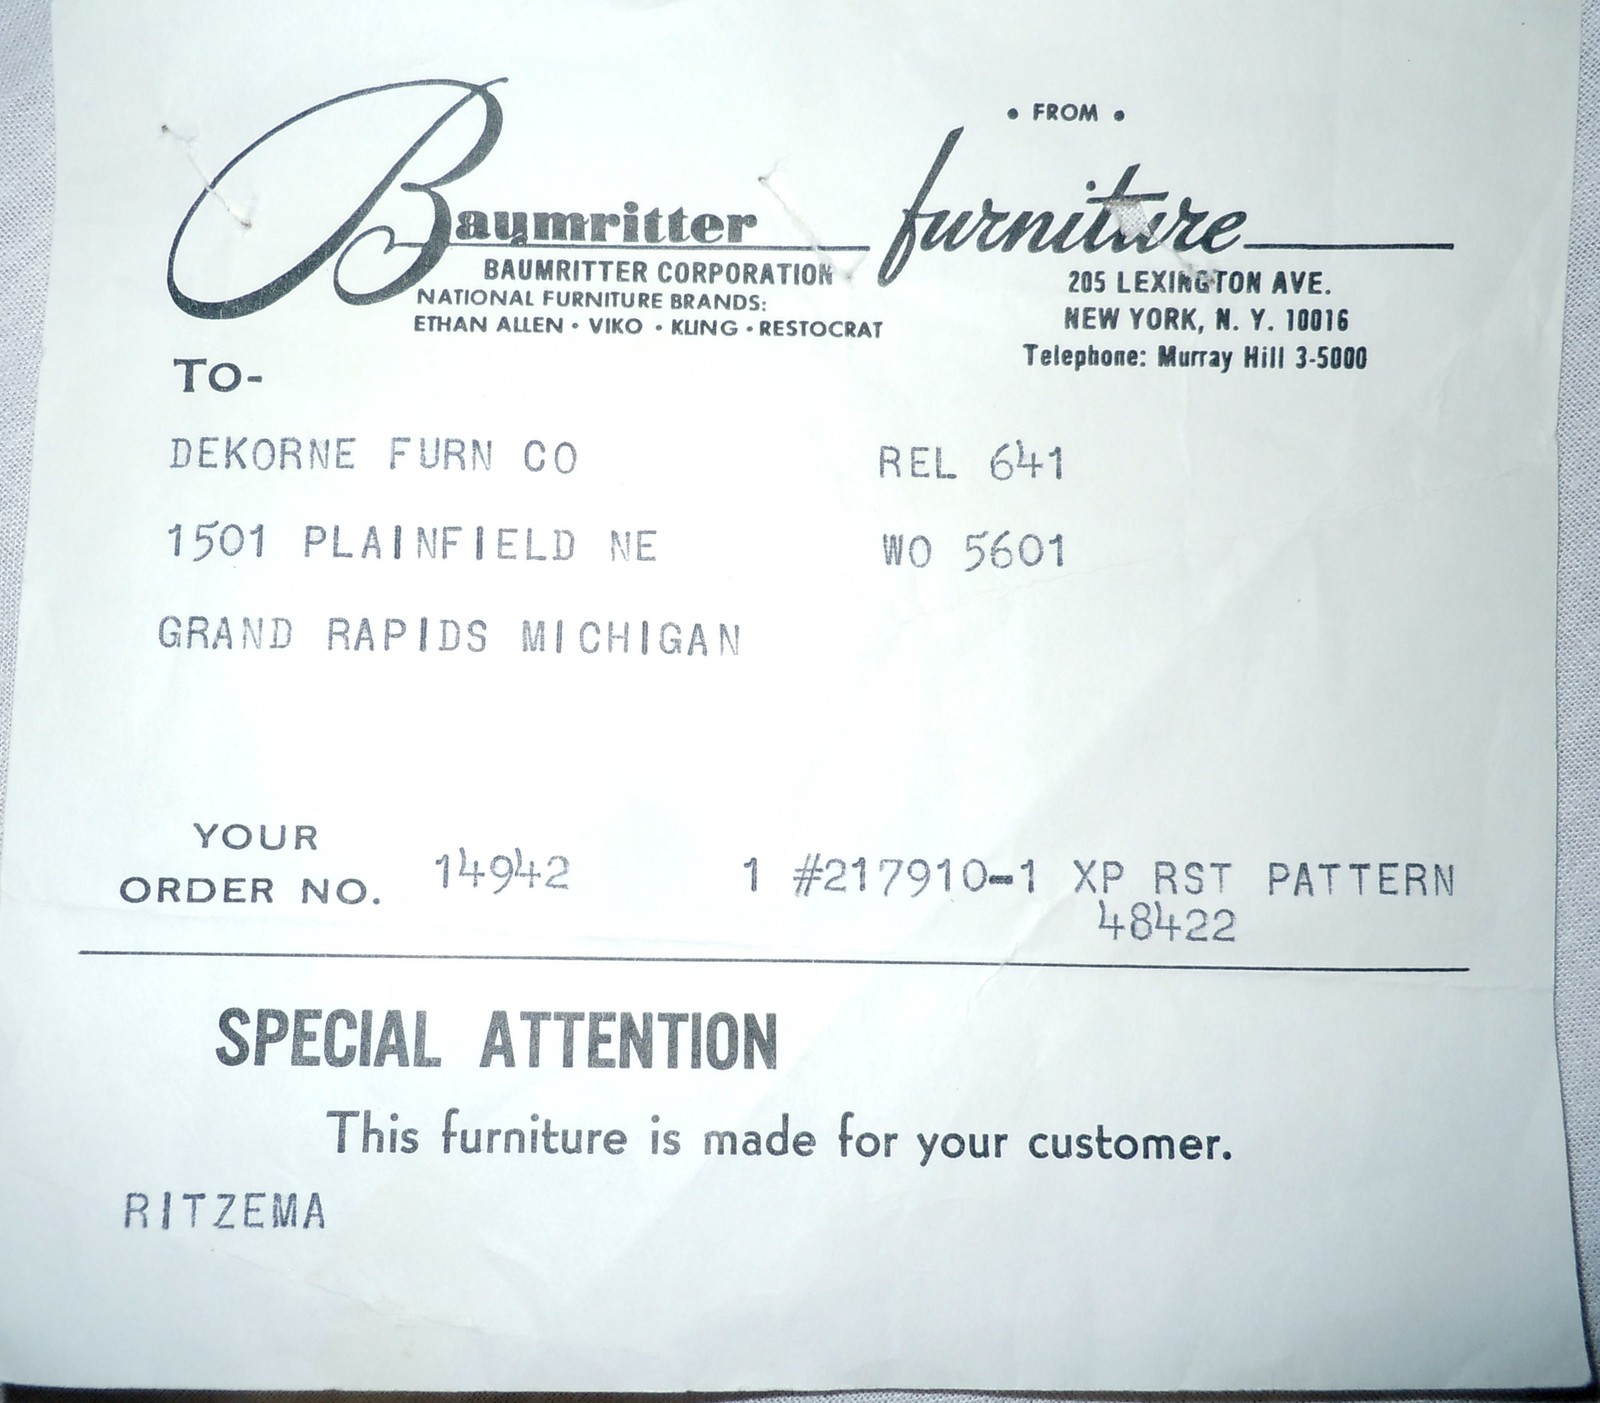 • FROM •
Baumritter furniture
BAUMRITTER CORPORATION
NATIONAL FURNITURE BRANDS:
ETHAN ALLEN • VIKO • KLING • RESTOCRAT
205 LEXINGTON AVE.
NEW YORK, N. Y. 10016
Telephone: Murray Hill 3-5000
TO-
DEKORNE FURN CO REL 641
1501 PLAINFIELD NE WO 5601
GRAND RAPIDS MICHIGAN
YOUR
ORDER NO. 14942 1 #217910-1 XP RST PATTERN
48422
SPECIAL ATTENTION
This furniture is made for your customer.
RITZEMA